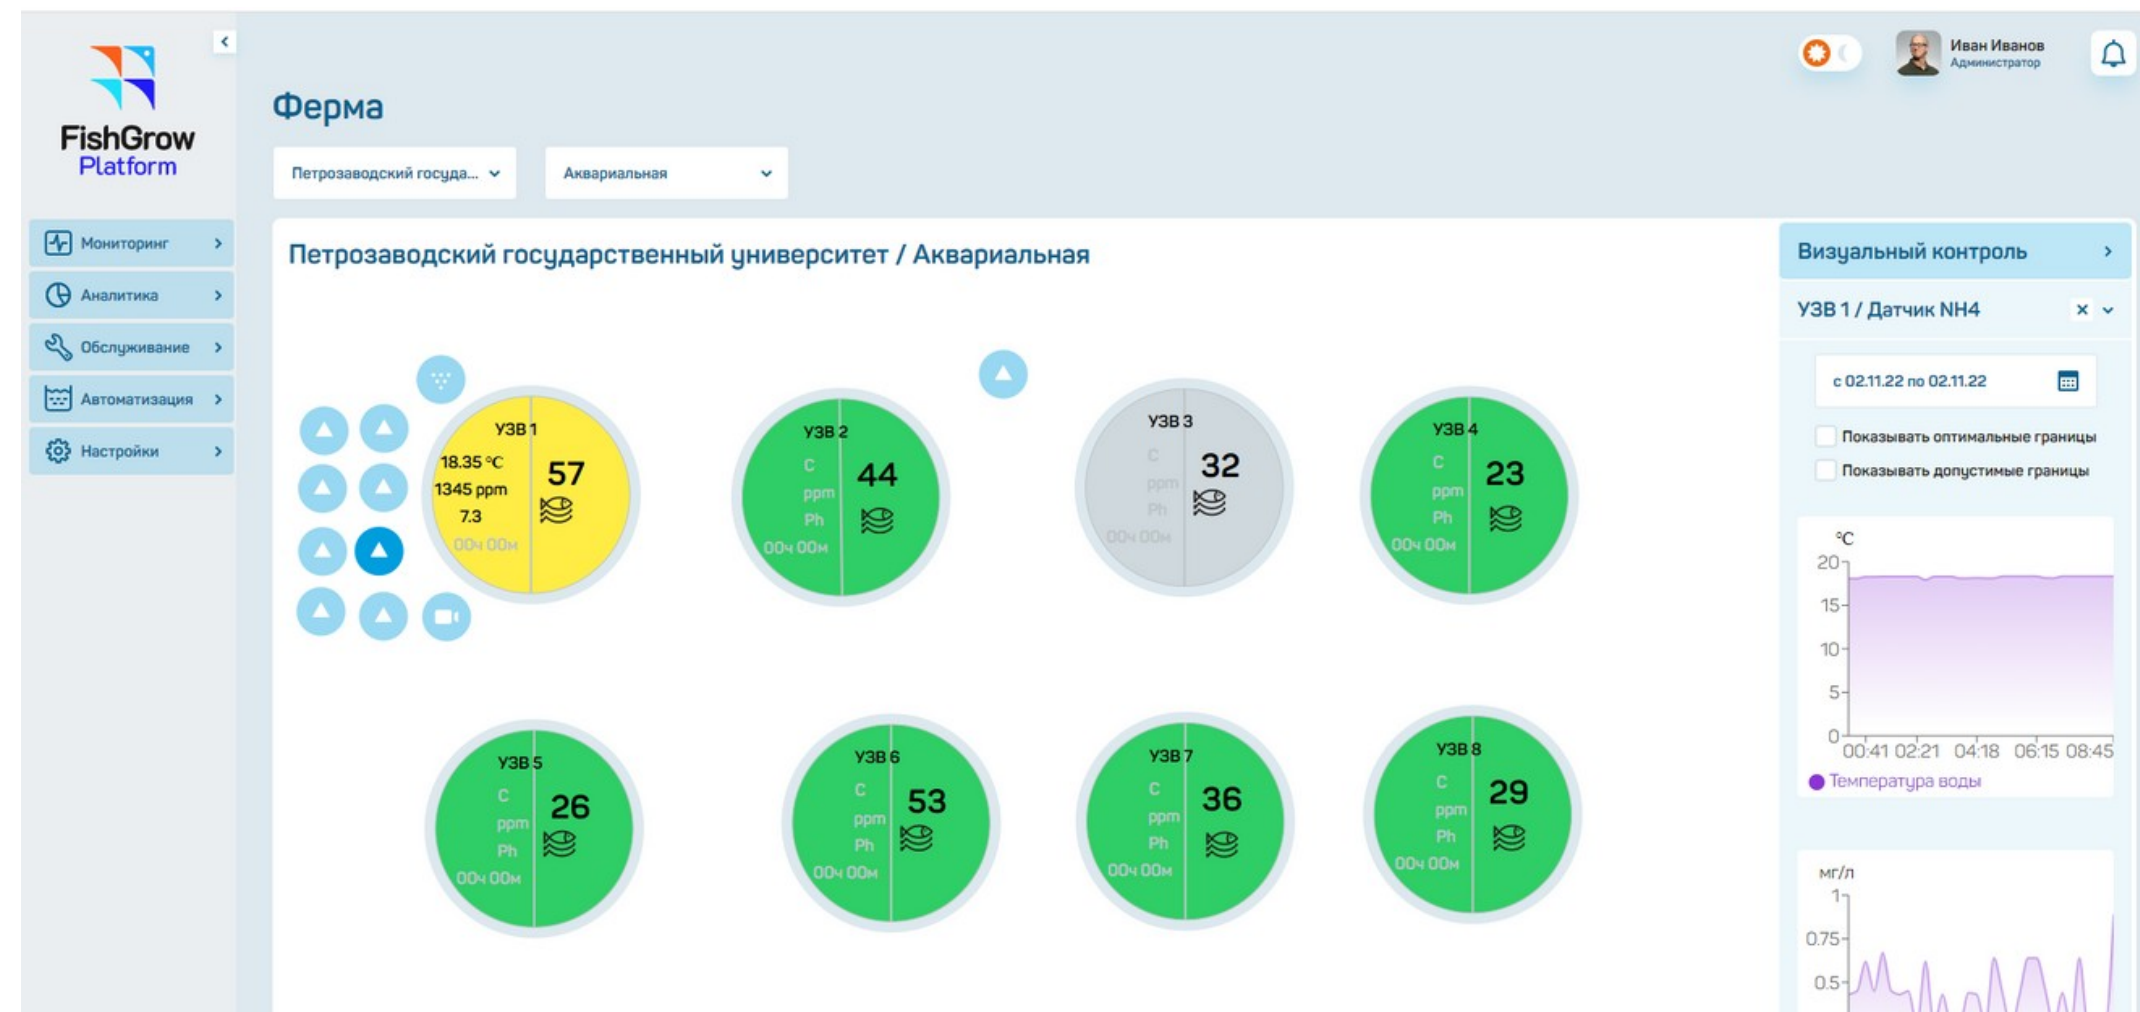 FishGrow
Platform
Мониторинг
Аналитика
Обслуживание
Автоматизация
Настройки
Иван Иванов
Администратор
Ферма
Петрозаводский госуда...
Аквариальная
Петрозаводский государственный университет / Аквариальная
УЗВ 1
18.35 °C
1345 ppm
7.3
00ч 00м
57
УЗВ 2
C
ppm
Ph
00ч 00м
44
УЗВ 3
C
ppm
Ph
00ч 00м
32
УЗВ 4
C
ppm
Ph
00ч 00м
23
УЗВ 5
C
ppm
Ph
00ч 00м
26
УЗВ 6
C
ppm
Ph
00ч 00м
53
УЗВ 7
C
ppm
Ph
00ч 00м
36
УЗВ 8
C
ppm
Ph
00ч 00м
29
Визуальный контроль
УЗВ 1 / Датчик NH4
с 02.11.22 по 02.11.22
Показывать оптимальные границы
Показывать допустимые границы
°C
20
15
10
5
0
00:41 02:21 04:18 06:15 08:45
Температура воды
мг/л
1
0.75
0.5